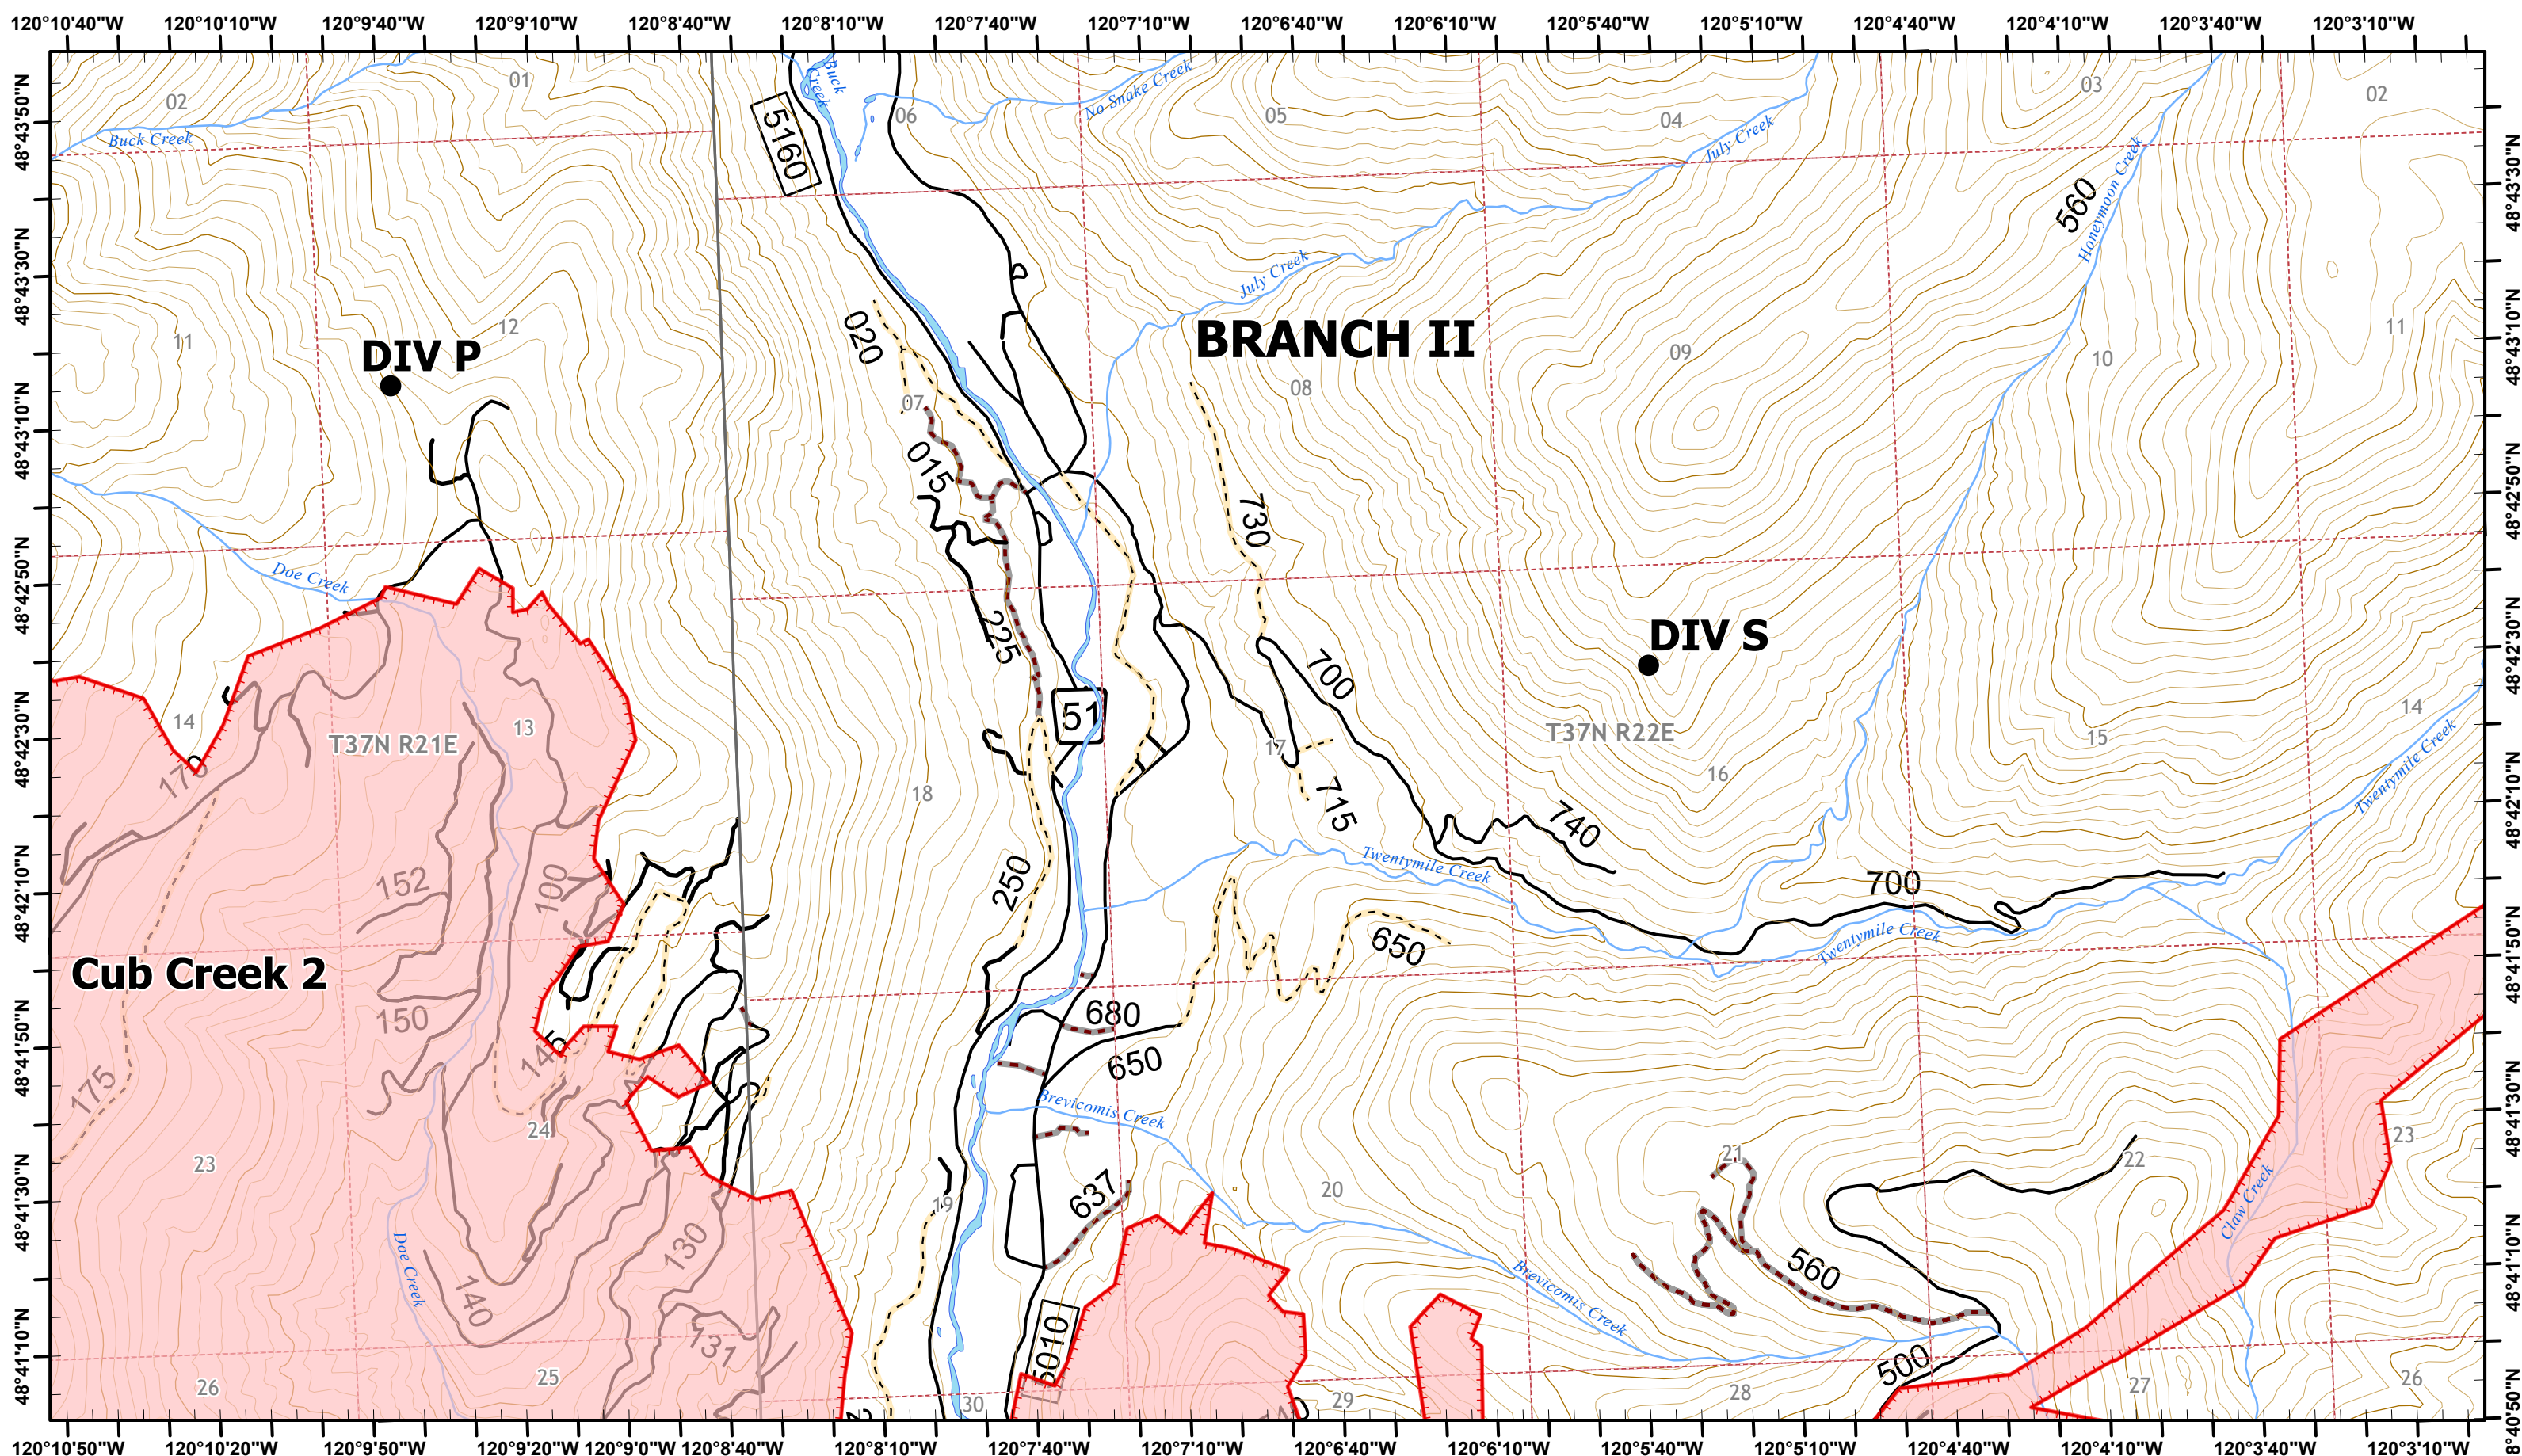 120°10'40"W 120°10'10"W 120°9'40"W 120°9'10"W 120°8'40"W 120°8'10"W 120°7'40"W 120°7'10"W 120°6'40"W 120°6'10"W 120°5'40"W 120°5'10"W 120°4'40"W 120°4'10"W 120°3'40"W 120°3'10"W
48°43'50"N
48°43'30"N
48°43'10"N
48°42'50"N
48°42'30"N
48°42'10"N
48°41'50"N
48°41'30"N
48°41'10"N
02
01
Buck Creek
Buck Creek
5160
06
No Snake Creek
05
04
July Creek
03
02
Honeymoon Creek
560
July Creek
11
12
DIV P
020
BRANCH II
08
09
10
11
07
015
730
Doe Creek
225
700
DIV S
14
13
T37N R21E
51
17
T37N R22E
16
15
14
Twentymile Creek
18
715
740
152
100
250
Twentymile Creek
700
650
Twentymile Creek
Cub Creek 2
150
680
650
175
145
24
23
Brevicomis Creek
19
637
20
21
22
23
Claw Creek
130
Doe Creek
140
131
560
Brevicomis Creek
5010
500
26
25
30
29
28
27
26
48°43'30"N
48°43'10"N
48°42'50"N
48°42'30"N
48°42'10"N
48°41'50"N
48°41'30"N
48°41'10"N
8°40'50"N
120°10'50"W 120°10'20"W 120°9'50"W 120°9'20"W 120°9'0"W 120°8'40"W 120°8'10"W 120°7'40"W 120°7'10"W 120°6'40"W 120°6'10"W 120°5'40"W 120°5'10"W 120°4'40"W 120°4'10"W 120°3'40"W 120°3'10"W